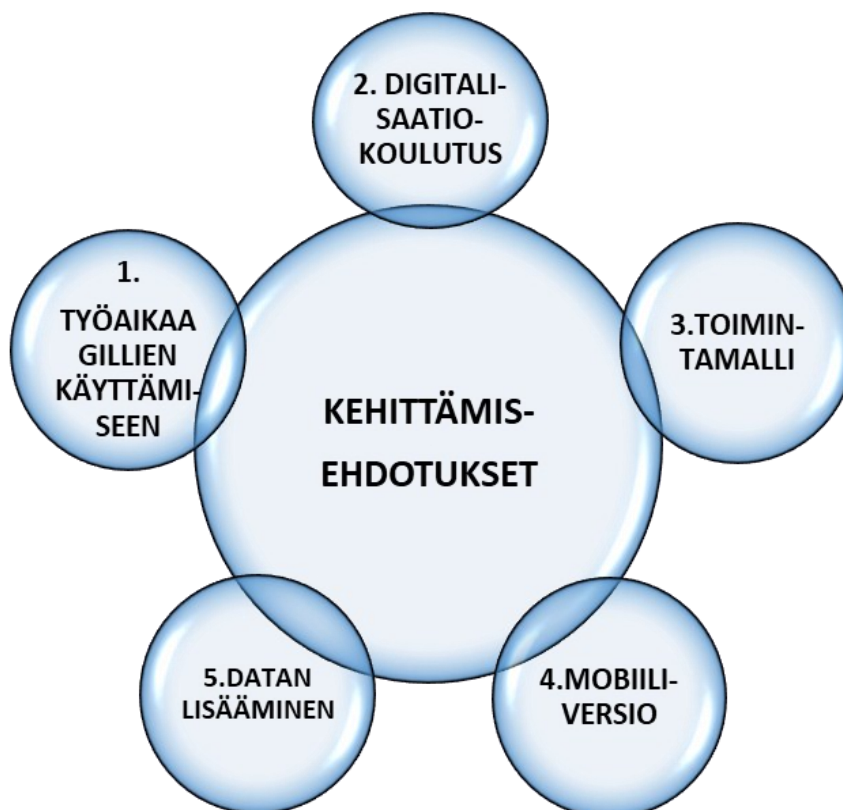 KEHITTÄMIS-
EHDOTUKSET
1.
TYÖAIKAA
GILLIEN
KÄYTTÄMI-
SEEN
2. DIGITALI-
SAATIO-
KOULUTUS
3.TOIMIN-
TAMALLI
4.MOBIILI-
VERSIO
5.DATAN
LISÄÄMINEN